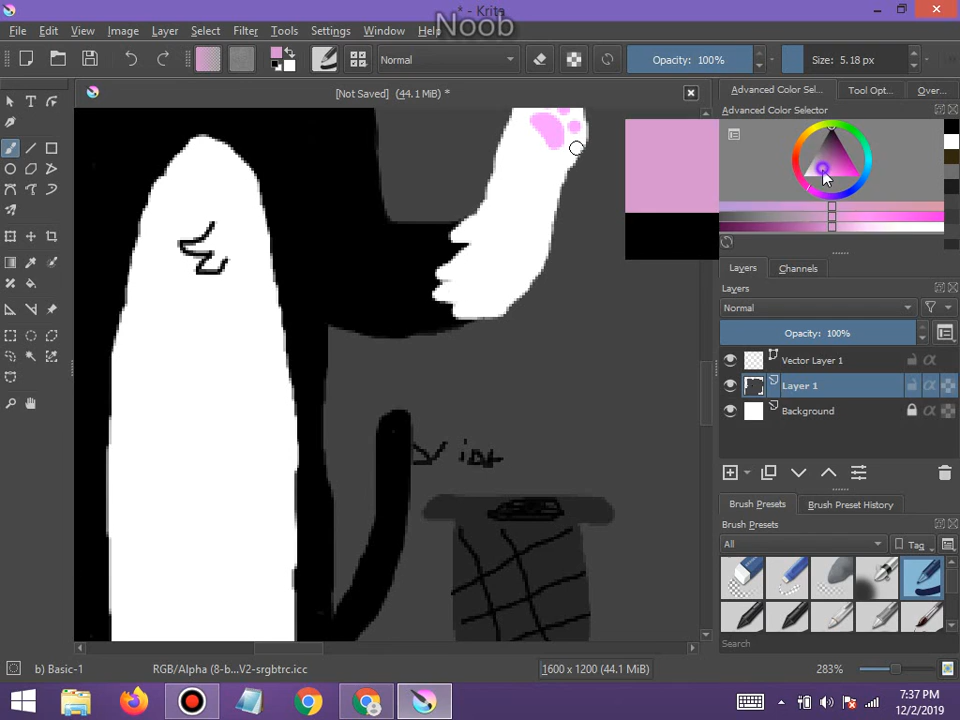 * - Krita
Noob
File Edit View Image Layer Select Filter Tools Settings Window Help
Normal Opacity: 100% Size: 5.18 px
[Not Saved] (44.1 MiB) *
Advanced Color Sel... Tool Opt... Over...
Advanced Color Selector
Layers Channels
Layers
Normal
Opacity: 100%
Vector Layer 1
Layer 1
Background
Brush Presets Brush Preset History
Brush Presets
All Tag
Search
b) Basic-1 RGB/Alpha (8-b...V2-srgbtrc.icc 1600 x 1200 (44.1 MiB) 283%
7:37 PM
12/2/2019